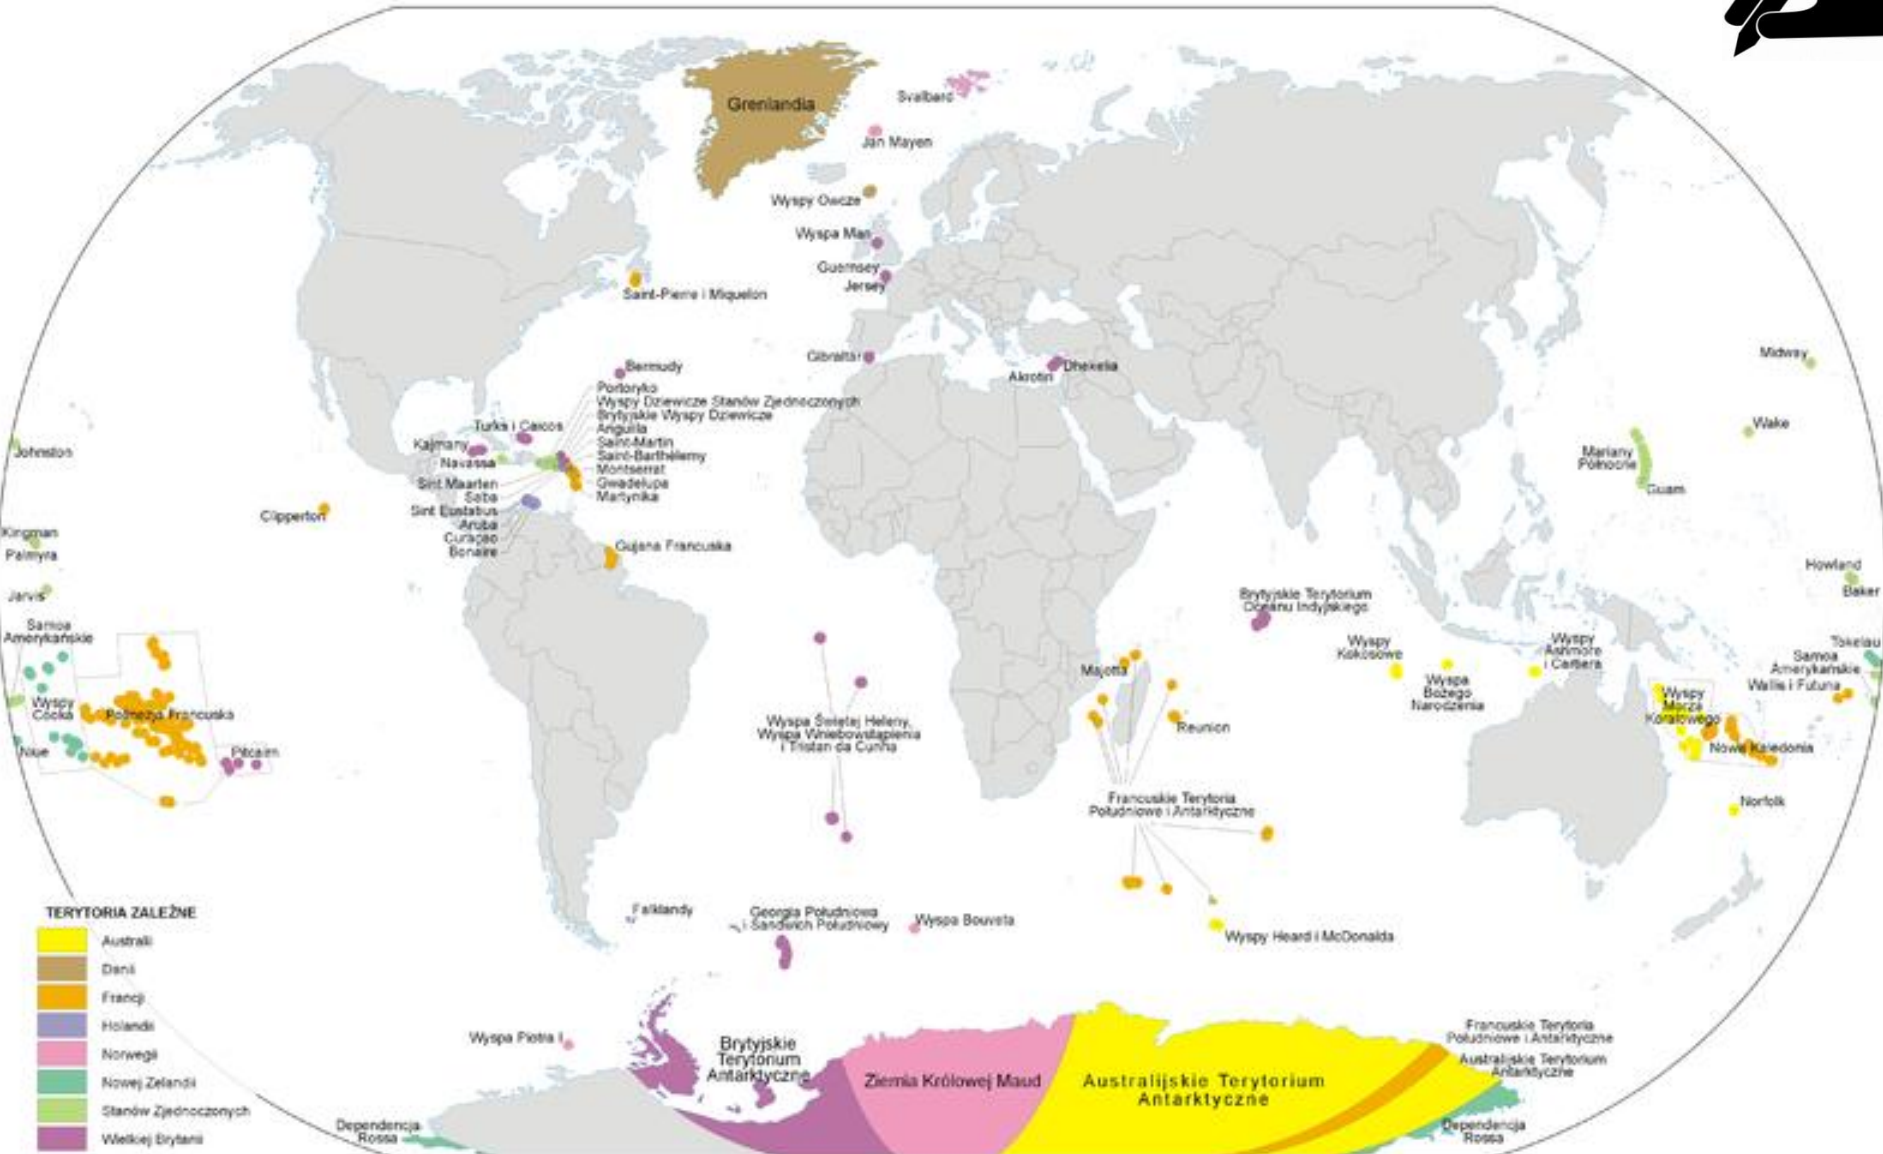 Grenlandia
Svalbard
Jan Mayen
Wyspy Owcze
Wyspa Man
Guernsey
Jersey
Saint-Pierre i Miquelon
Gibraltar
Akrotiri
Dhekelia
Midway
Bermudy
Portoryko
Wyspy Dziewicze Stanów Zjednoczonych
Brytyjskie Wyspy Dziewicze
Anguilla
Saint-Martin
Saint-Barthélemy
Montserrat
Gwadelupa
Martynika
Turks i Caicos
Kajmany
Navassa
Sint Maarten
Saba
Sint Eustatius
Aruba
Curaçao
Bonaire
Wake
Mariany
Północne
Guam
Johnston
Clipperton
Kingman
Palmyra
Gujana Francuska
Jarvis
Howland
Baker
Brytyjskie Terytorium
Oceanu Indyjskiego
Samoa
Amerykańskie
Wyspy
Kokosowe
Wyspa
Bożego
Narodzenia
Wyspy
Ashmore
i Cartiera
Tokelau
Samoa
Amerykańskie
Wallis i Futuna
Majotta
Reunion
Wyspy
Cooka
Polinezja Francuska
Niue
Pitcairn
Wyspa Świętej Heleny,
Wyspa Wniebowstąpienia
i Tristan da Cunha
Wyspy
Morza
Koralowego
Nowa Kaledonia
Norfolk
Francuskie Terytoria
Południowe i Antarktyczne
Falklandy
Georgia Południowa
i Sandwich Południowy
Wyspa Bouveta
Wyspy Heard i McDonalda
TERYTORIA ZALEŻNE
Australii
Danii
Francji
Holandii
Norwegii
Nowej Zelandii
Stanów Zjednoczonych
Wielkiej Brytanii
Wyspa Piotra I
Brytyjskie
Terytorium
Antarktyczne
Ziemia Królowej Maud
Australijskie Terytorium
Antarktyczne
Francuskie Terytoria
Południowe i Antarktyczne
Australijskie Terytorium
Antarktyczne
Dependencja
Rossa
Dependencja
Rossa